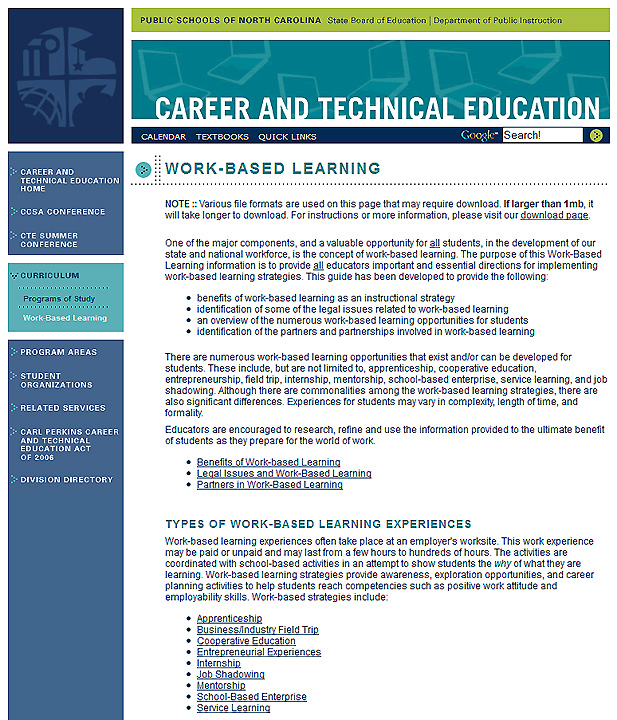 PUBLIC SCHOOLS OF NORTH CAROLINA State Board of Education | Department of Public Instruction
CAREER AND TECHNICAL EDUCATION
CALENDAR TEXTBOOKS QUICK LINKS Google™ Search!
CAREER AND
TECHNICAL EDUCATION
HOME
CCSA CONFERENCE
CTE SUMMER
CONFERENCE
CURRICULUM
Programs of Study
Work-Based Learning
PROGRAM AREAS
STUDENT
ORGANIZATIONS
RELATED SERVICES
CARL PERKINS CAREER
AND TECHNICAL
EDUCATION ACT
OF 2006
DIVISION DIRECTORY
WORK-BASED LEARNING
NOTE :: Various file formats are used on this page that may require download. If larger than 1mb, it
will take longer to download. For instructions or more information, please visit our download page.
One of the major components, and a valuable opportunity for all students, in the development of our
state and national workforce, is the concept of work-based learning. The purpose of this Work-Based
Learning information is to provide all educators important and essential directions for implementing
work-based learning strategies. This guide has been developed to provide the following:
• benefits of work-based learning as an instructional strategy
• identification of some of the legal issues related to work-based learning
• an overview of the numerous work-based learning opportunities for students
• identification of the partners and partnerships involved in work-based learning
There are numerous work-based learning opportunities that exist and/or can be developed for
students. These include, but are not limited to, apprenticeship, cooperative education,
entrepreneurship, field trip, internship, mentorship, school-based enterprise, service learning, and job
shadowing. Although there are commonalities among the work-based learning strategies, there are
also significant differences. Experiences for students may vary in complexity, length of time, and
formality.
Educators are encouraged to research, refine and use the information provided to the ultimate benefit
of students as they prepare for the world of work.
• Benefits of Work-based Learning
• Legal Issues and Work-Based Learning
• Partners in Work-Based Learning
TYPES OF WORK-BASED LEARNING EXPERIENCES
Work-based learning experiences often take place at an employer's worksite. This work experience
may be paid or unpaid and may last from a few hours to hundreds of hours. The activities are
coordinated with school-based activities in an attempt to show students the why of what they are
learning. Work-based learning strategies provide awareness, exploration opportunities, and career
planning activities to help students reach competencies such as positive work attitude and
employability skills. Work-based strategies include:
• Apprenticeship
• Business/Industry Field Trip
• Cooperative Education
• Entrepreneurial Experiences
• Internship
• Job Shadowing
• Mentorship
• School-Based Enterprise
• Service Learning